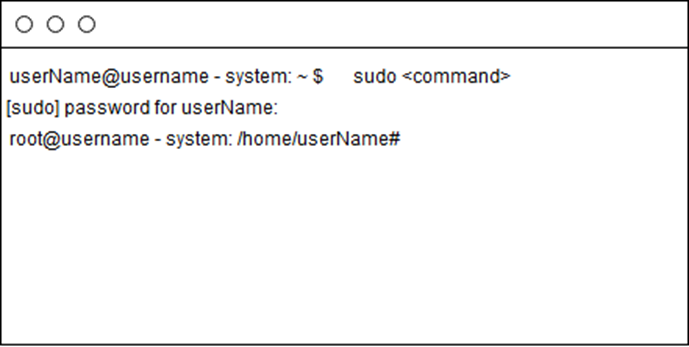 userName@username - system: ~ $ sudo <command>
[sudo] password for userName:
root@username - system: /home/userName#